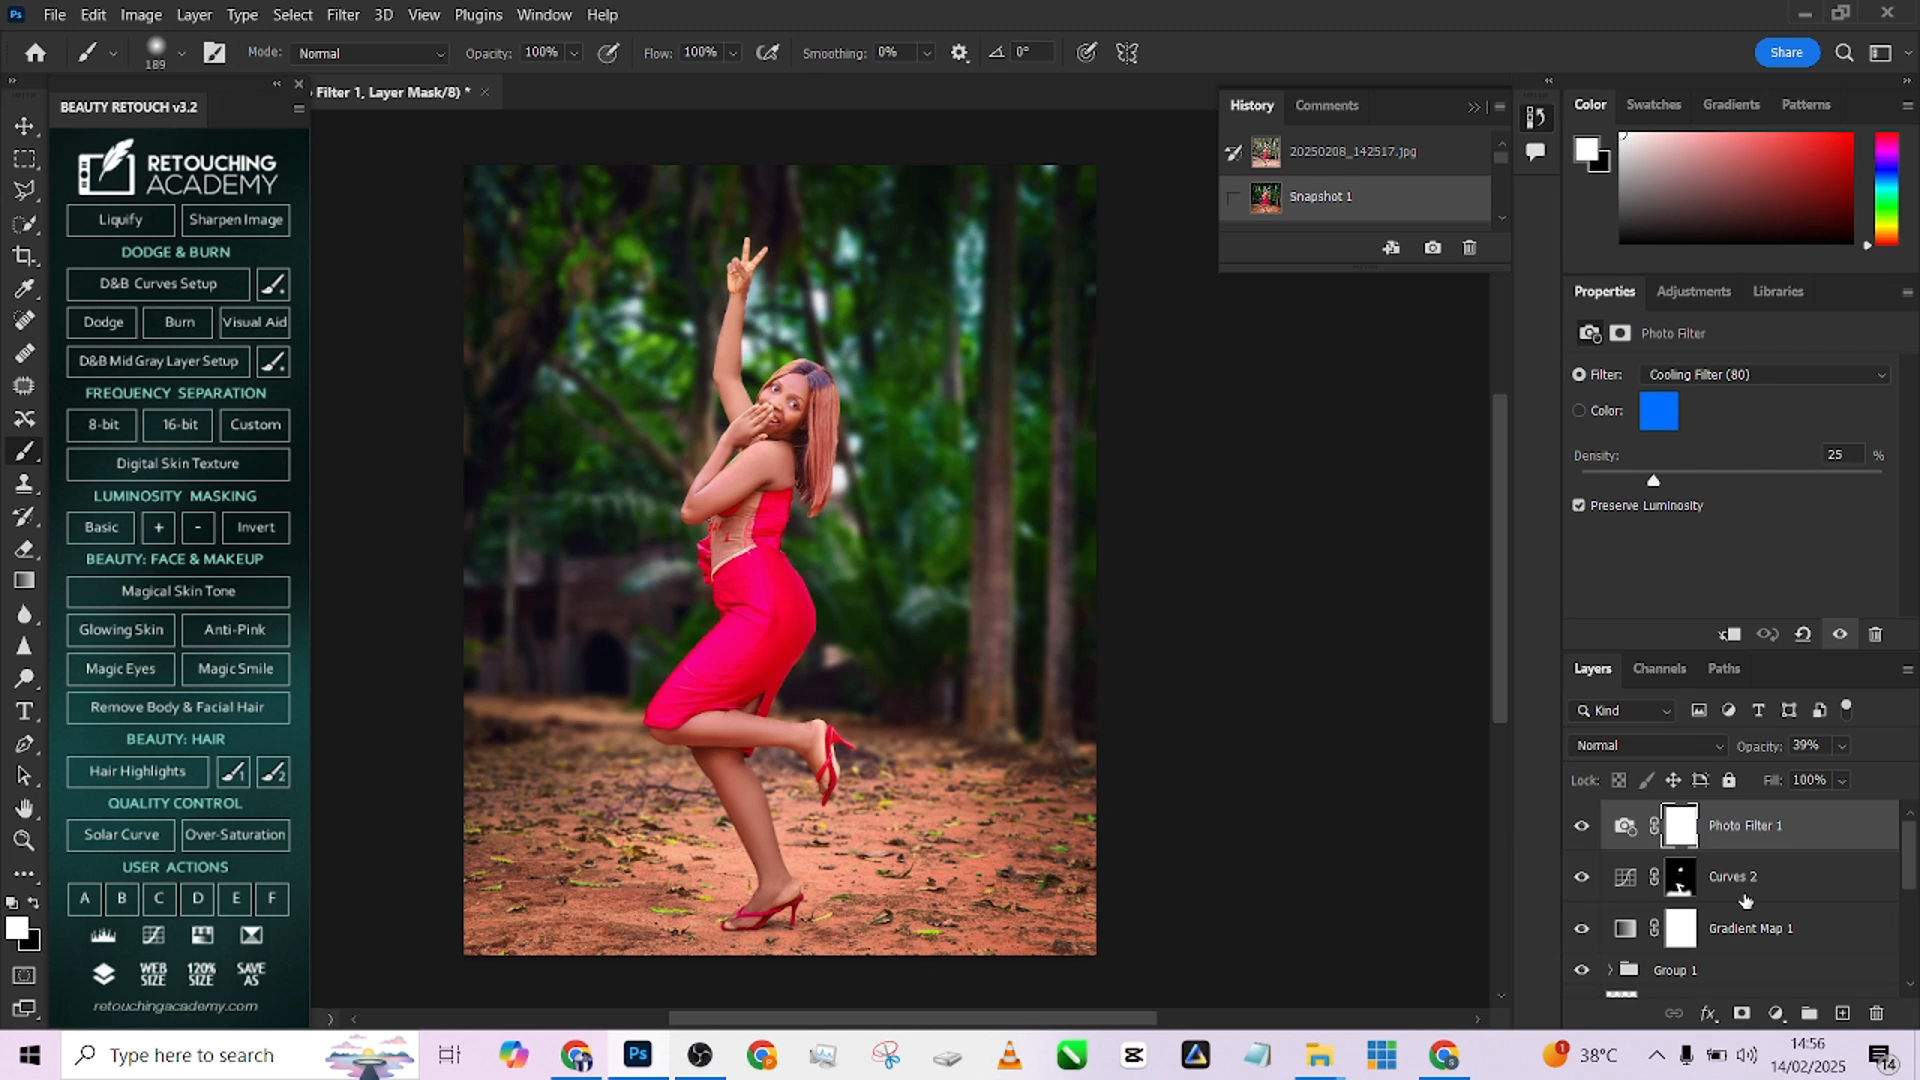 Ps File Edit Image Layer Type Select Filter 3D View Plugins Window Help
189 Mode: Normal Opacity: 100% Flow: 100% Smoothing: 0% 0° Share
Filter 1, Layer Mask/8) *
BEAUTY RETOUCH v3.2
RETOUCHING
ACADEMY
Liquify Sharpen Image
DODGE & BURN
D&B Curves Setup
Dodge Burn Visual Aid
D&B Mid Gray Layer Setup
FREQUENCY SEPARATION
8-bit 16-bit Custom
Digital Skin Texture
LUMINOSITY MASKING
Basic + - Invert
BEAUTY: FACE & MAKEUP
Magical Skin Tone
Glowing Skin Anti-Pink
Magic Eyes Magic Smile
Remove Body & Facial Hair
BEAUTY: HAIR
Hair Highlights 1 2
QUALITY CONTROL
Solar Curve Over-Saturation
USER ACTIONS
A B C D E F
WEB SIZE 120% SIZE SAVE AS
retouchingacademy.com
History Comments
20250208_142517.jpg
Snapshot 1
Color Swatches Gradients Patterns
Properties Adjustments Libraries
Photo Filter
Filter: Cooling Filter (80)
Color:
Density: 25 %
Preserve Luminosity
Layers Channels Paths
Kind
Normal Opacity: 39%
Lock: Fill: 100%
Photo Filter 1
Curves 2
Gradient Map 1
Group 1
Type here to search
Ps
1 38°C 14:56
14/02/2025 14